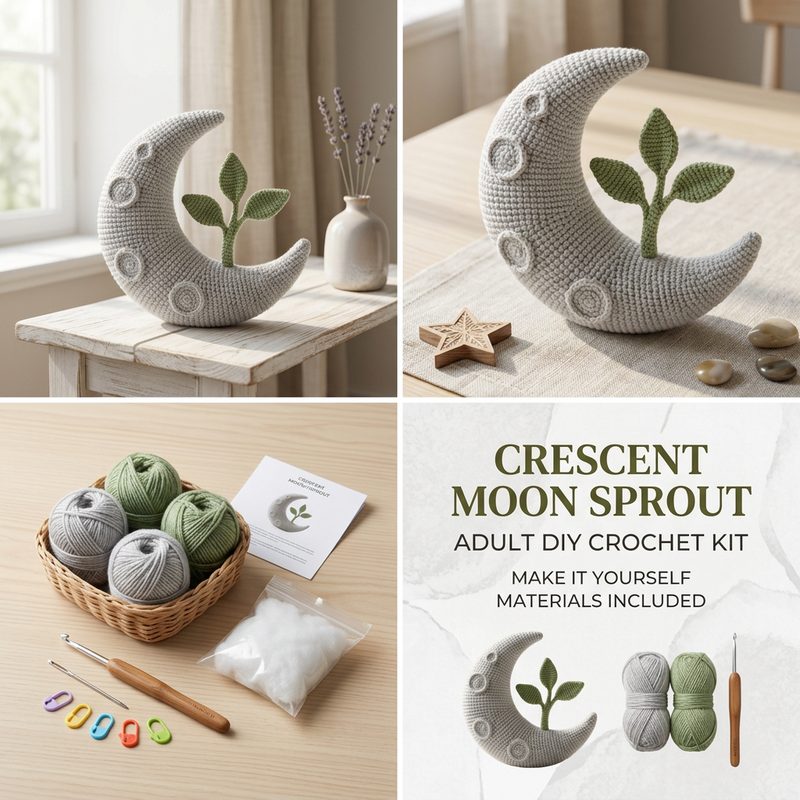 CRESCENT
MOON SPROUT
ADULT DIY CROCHET KIT
MAKE IT YOURSELF
MATERIALS INCLUDED